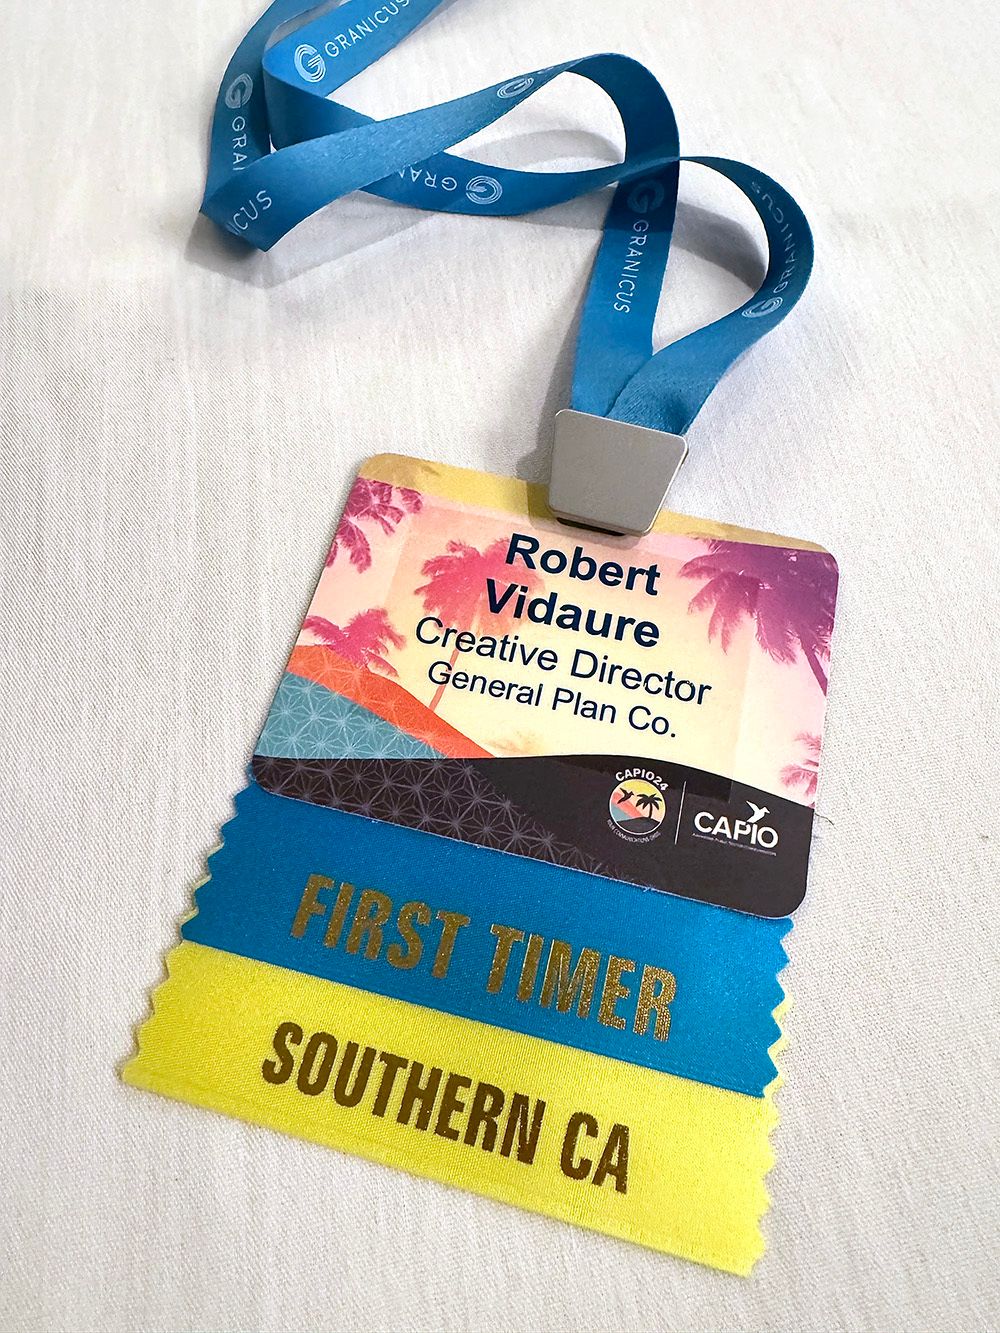 GRANICUS
GRANICUS
GRANICUS
GRANICUS
Robert
Vidaure
Creative Director
General Plan Co.
CAPIO24
CAPIO
FIRST TIMER
SOUTHERN CA